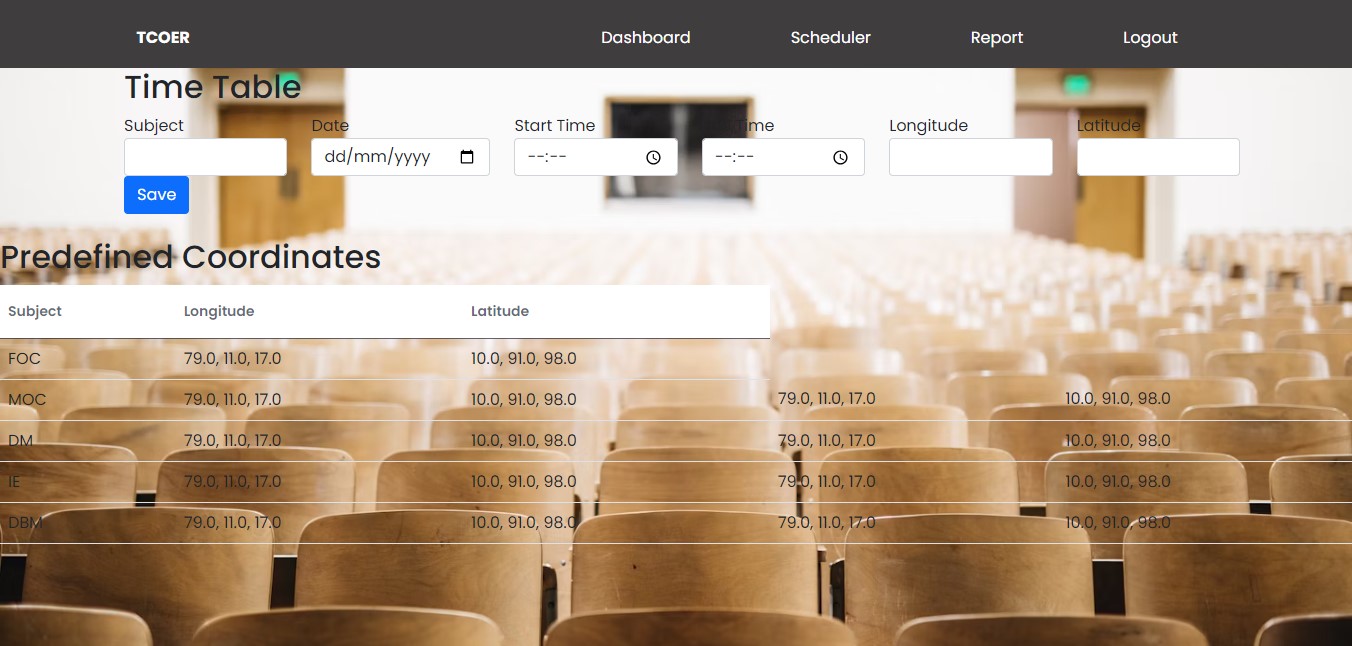 TCOER Dashboard Scheduler Report Logout
Time Table
Subject Date Start Time Time Longitude Latitude
dd/mm/yyyy --:-- --:--
Save
Predefined Coordinates
Subject Longitude Latitude
FOC 79.0, 11.0, 17.0 10.0, 91.0, 98.0
MOC 79.0, 11.0, 17.0 10.0, 91.0, 98.0 79.0, 11.0, 17.0 10.0, 91.0, 98.0
DM 79.0, 11.0, 17.0 10.0, 91.0, 98.0 79.0, 11.0, 17.0 10.0, 91.0, 98.0
IE 79.0, 11.0, 17.0 10.0, 91.0, 98.0 79.0, 11.0, 17.0 10.0, 91.0, 98.0
DBM 79.0, 11.0, 17.0 10.0, 91.0, 98.0 79.0, 11.0, 17.0 10.0, 91.0, 98.0